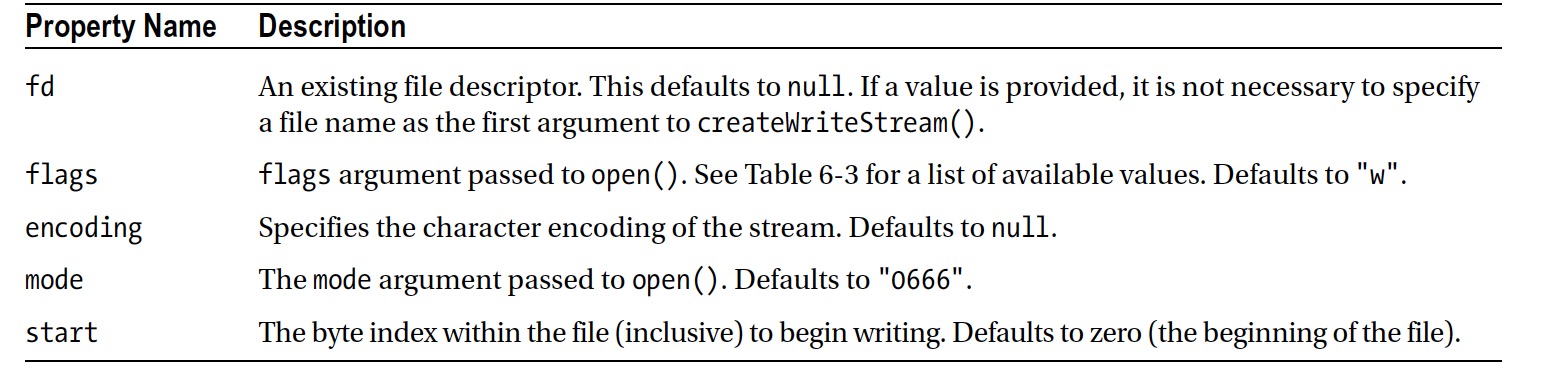 Property Name Description
fd An existing file descriptor. This defaults to null. If a value is provided, it is not necessary to specify
a file name as the first argument to createWriteStream().
flags flags argument passed to open(). See Table 6-3 for a list of available values. Defaults to "w".
encoding Specifies the character encoding of the stream. Defaults to null.
mode The mode argument passed to open(). Defaults to "0666".
start The byte index within the file (inclusive) to begin writing. Defaults to zero (the beginning of the file).